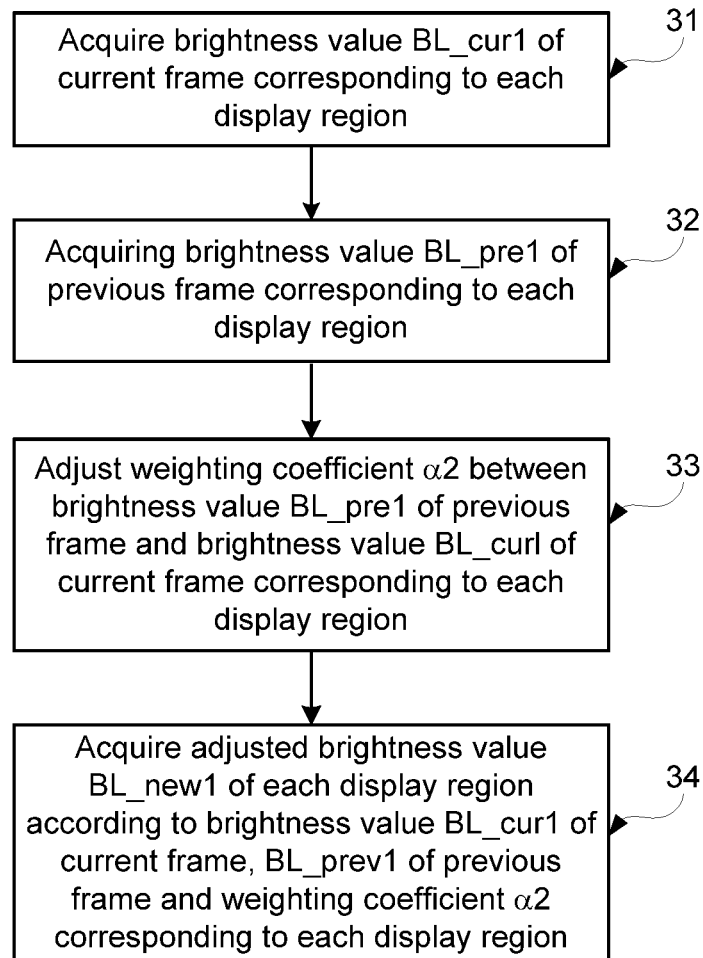 Acquire brightness value BL_cur1 of
current frame corresponding to each
display region
31
Acquiring brightness value BL_pre1 of
previous frame corresponding to each
display region
32
Adjust weighting coefficient α2 between
brightness value BL_pre1 of previous
frame and brightness value BL_curl of
current frame corresponding to each
display region
33
Acquire adjusted brightness value
BL_new1 of each display region
according to brightness value BL_cur1 of
current frame, BL_prev1 of previous
frame and weighting coefficient α2
corresponding to each display region
34